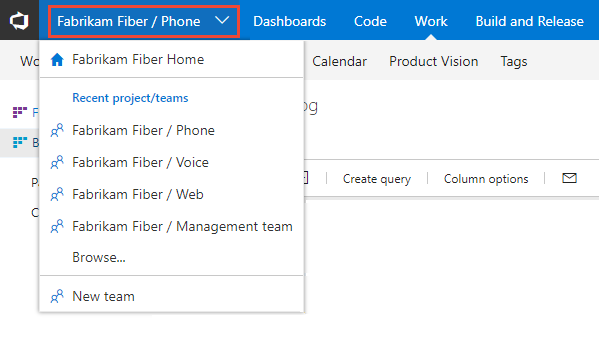 Fabrikam Fiber / Phone Dashboards Code Work Build and Release
Wo Calendar Product Vision Tags
Fabrikam Fiber Home
Recent project/teams
F og
Fabrikam Fiber / Phone
B
Fabrikam Fiber / Voice
P Create query Column options
Fabrikam Fiber / Web
C
Fabrikam Fiber / Management team
Browse...
New team